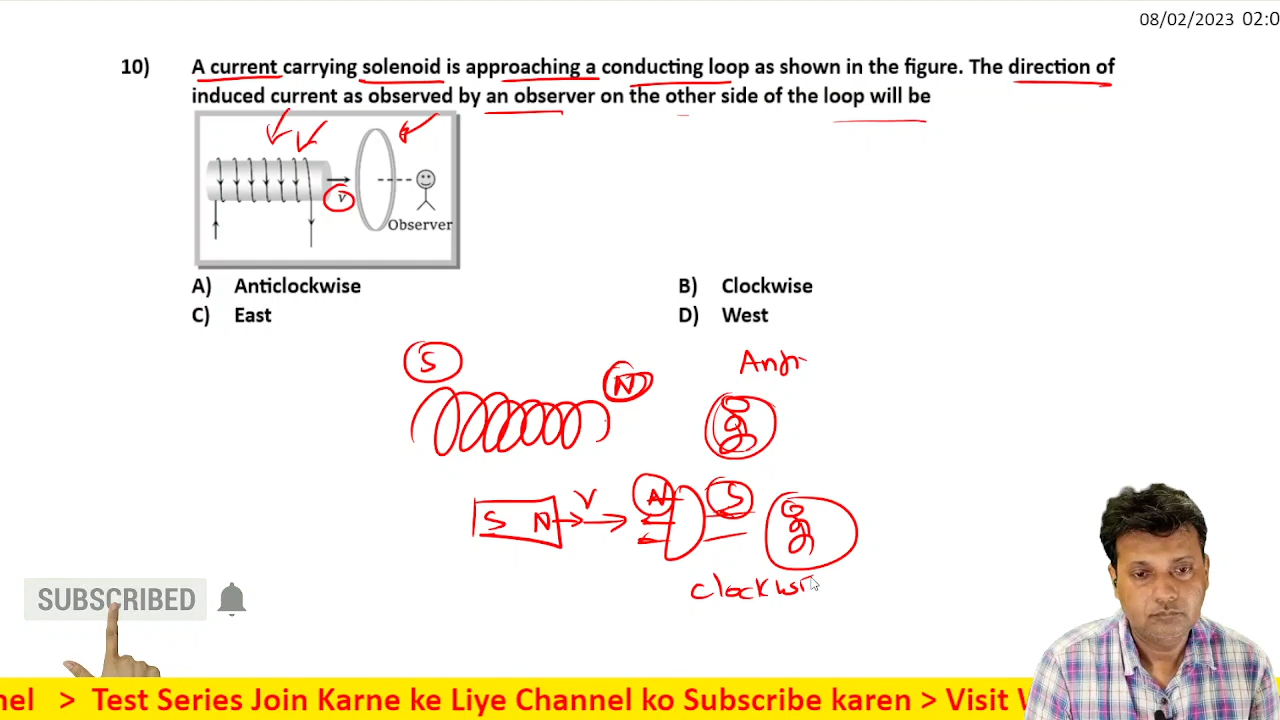 08/02/2023 02:0
10) A current carrying solenoid is approaching a conducting loop as shown in the figure. The direction of
induced current as observed by an observer on the other side of the loop will be
v
Observer
A) Anticlockwise
B) Clockwise
C) East
D) West
S
N
Anti
S N
V
N
S
clockwi
SUBSCRIBED
nel > Test Series Join Karne ke Liye Channel ko Subscribe karen > Visit W